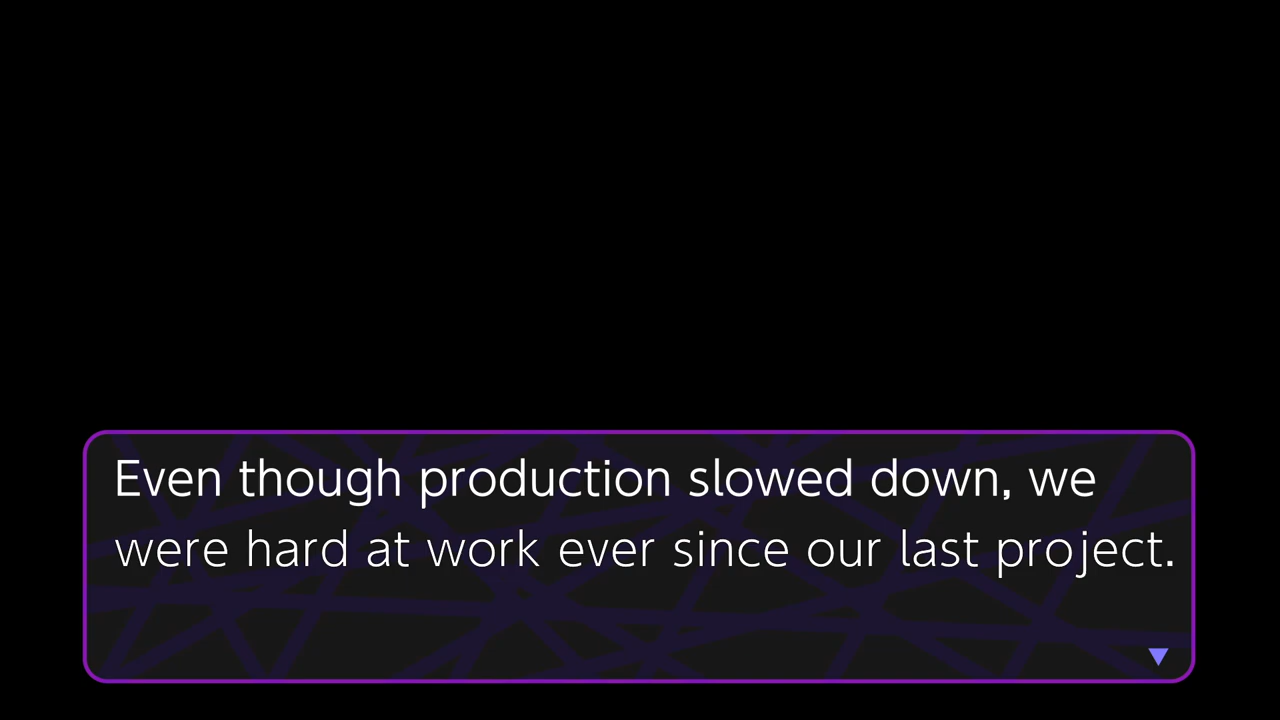 Even though production slowed down, we
were hard at work ever since our last project.